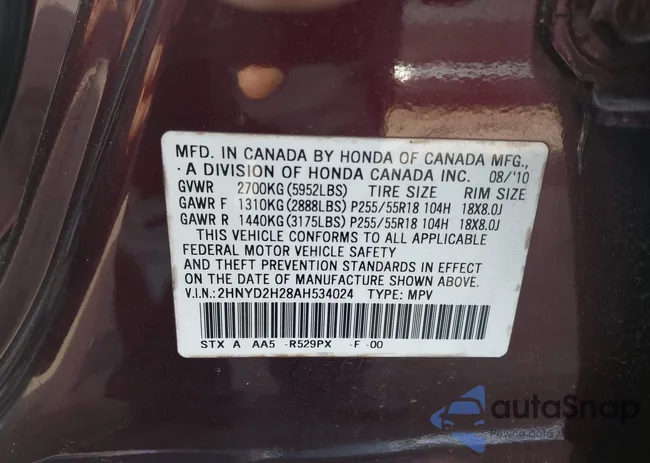 MFD. IN CANADA BY HONDA OF CANADA MFG.,
A DIVISION OF HONDA CANADA INC. 08/'10
GVWR 2700KG (5952LBS) TIRE SIZE RIM SIZE
GAWR F 1310KG (2888LBS) P255/55R18 104H 18X8.0J
GAWR R 1440KG (3175LBS) P255/55R18 104H 18X8.0J
THIS VEHICLE CONFORMS TO ALL APPLICABLE
FEDERAL MOTOR VEHICLE SAFETY
AND THEFT PREVENTION STANDARDS IN EFFECT
ON THE DATE OF MANUFACTURE SHOWN ABOVE.
V.I.N.: 2HNYD2H28AH534024 TYPE: MPV
STX A AA5 -R529PX -F -00
autaSnap
Pewne auta z